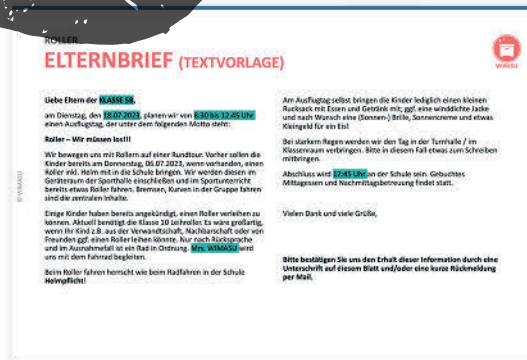 ROLLER
ELTERNBRIEF (TEXTVORLAGE)
WIMASU
Liebe Eltern der KLASSE 5B,
am Dienstag, den 18.07.2023, planen wir von 8:30 bis 12:45 Uhr
einen Ausflugstag, der unter dem folgenden Motto steht:
Roller – Wir müssen los!!!
Wir bewegen uns mit Rollern auf einer Rundtour. Vorher sollen die
Kinder bereits am Donnerstag, 06.07.2023, wenn vorhanden, einen
Roller inkl. Helm mit in die Schule bringen. Wir werden diesen im
Geräteraum der Sporthalle einschließen und im Sportunterricht
bereits etwas Roller fahren. Bremsen, Kurven in der Gruppe fahren
sind die zentralen Inhalte.
Einige Kinder haben bereits angekündigt, einen Roller verleihen zu
können. Aktuell benötigt die Klasse 10 Leihroller. Es wäre großartig,
wenn Ihr Kind z.B. aus der Verwandtschaft, Nachbarschaft oder von
Freunden ggf. einen Roller leihen könnte. Nur nach Rücksprache
und im Ausnahmefall ist ein Rad in Ordnung. Mrs. WIMASU wird
uns mit dem Fahrrad begleiten.
Beim Roller fahren herrscht wie beim Radfahren in der Schule
Helmpflicht!
Am Ausflugtag selbst bringen die Kinder lediglich einen kleinen
Rucksack mit Essen und Getränk mit; ggf. eine winddichte Jacke
und nach Wunsch eine (Sonnen-) Brille, Sonnencreme und etwas
Kleingeld für ein Eis!
Bei starkem Regen werden wir den Tag in der Turnhalle / im
Klassenraum verbringen. Bitte in diesem Fall etwas zum Schreiben
mitbringen.
Abschluss wird 12:45 Uhr an der Schule sein. Gebuchtes
Mittagessen und Nachmittagsbetreuung findet statt.
Vielen Dank und viele Grüße,
Bitte bestätigen Sie uns den Erhalt dieser Information durch eine
Unterschrift auf diesem Blatt und/oder eine kurze Rückmeldung
per Mail.
© WIMASU